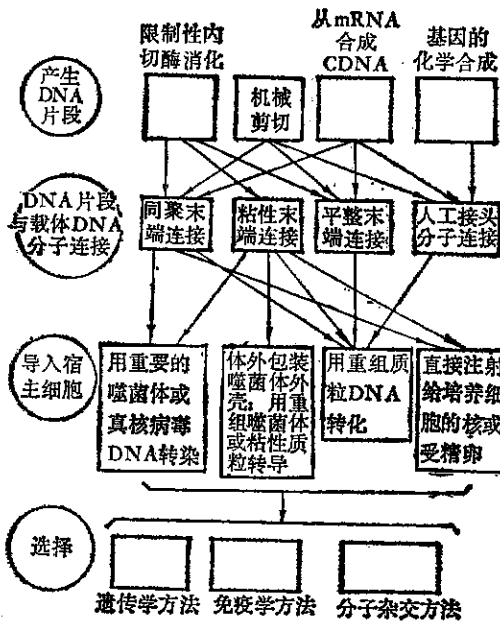 限制性内
切酶消化
从mRNA
合成
CDNA
基因的
化学合成
产生
DNA
片段
机械
剪切
DNA片段
与载体DNA
分子连接
同聚末
端连接
粘性末
端连接
平整末
端连接
人工接头
分子连接
导入宿
主细胞
用重要的
噬菌体或
真核病毒
DNA转染
体外包装
噬菌体外
壳；用重
组噬菌体
或粘性质
粒转导
用重组质
粒DNA
转化
直接注射
给培养细
胞的核或
受精卵
选择
遗传学方法
免疫学方法
分子杂交方法